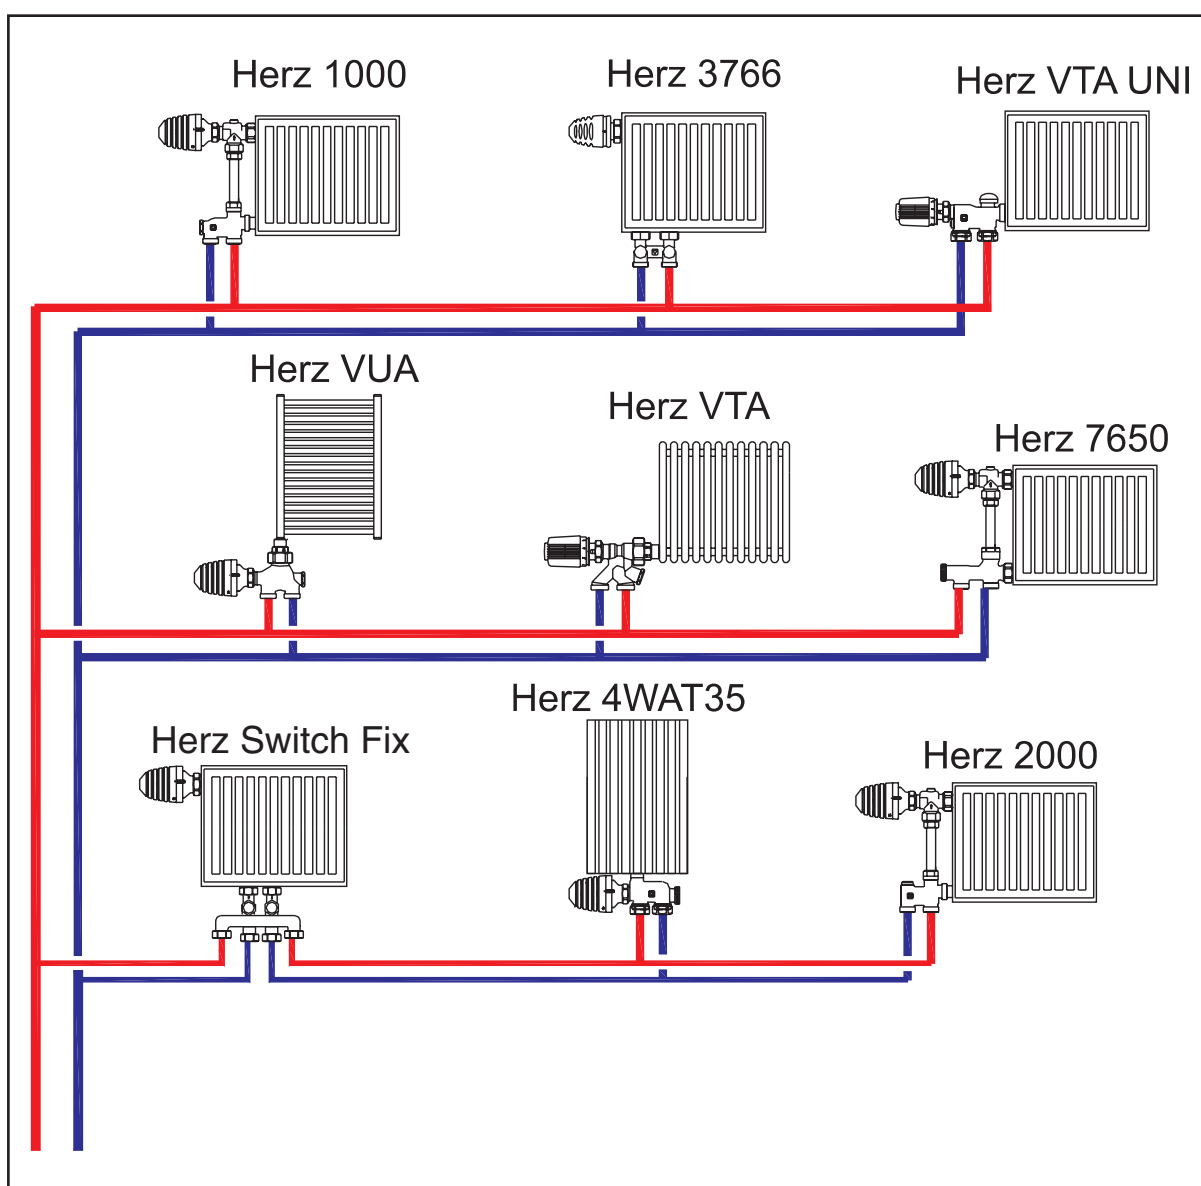 Herz 1000
Herz 3766
Herz VTA UNI
Herz VUA
Herz VTA
Herz 7650
Herz Switch Fix
Herz 4WAT35
Herz 2000